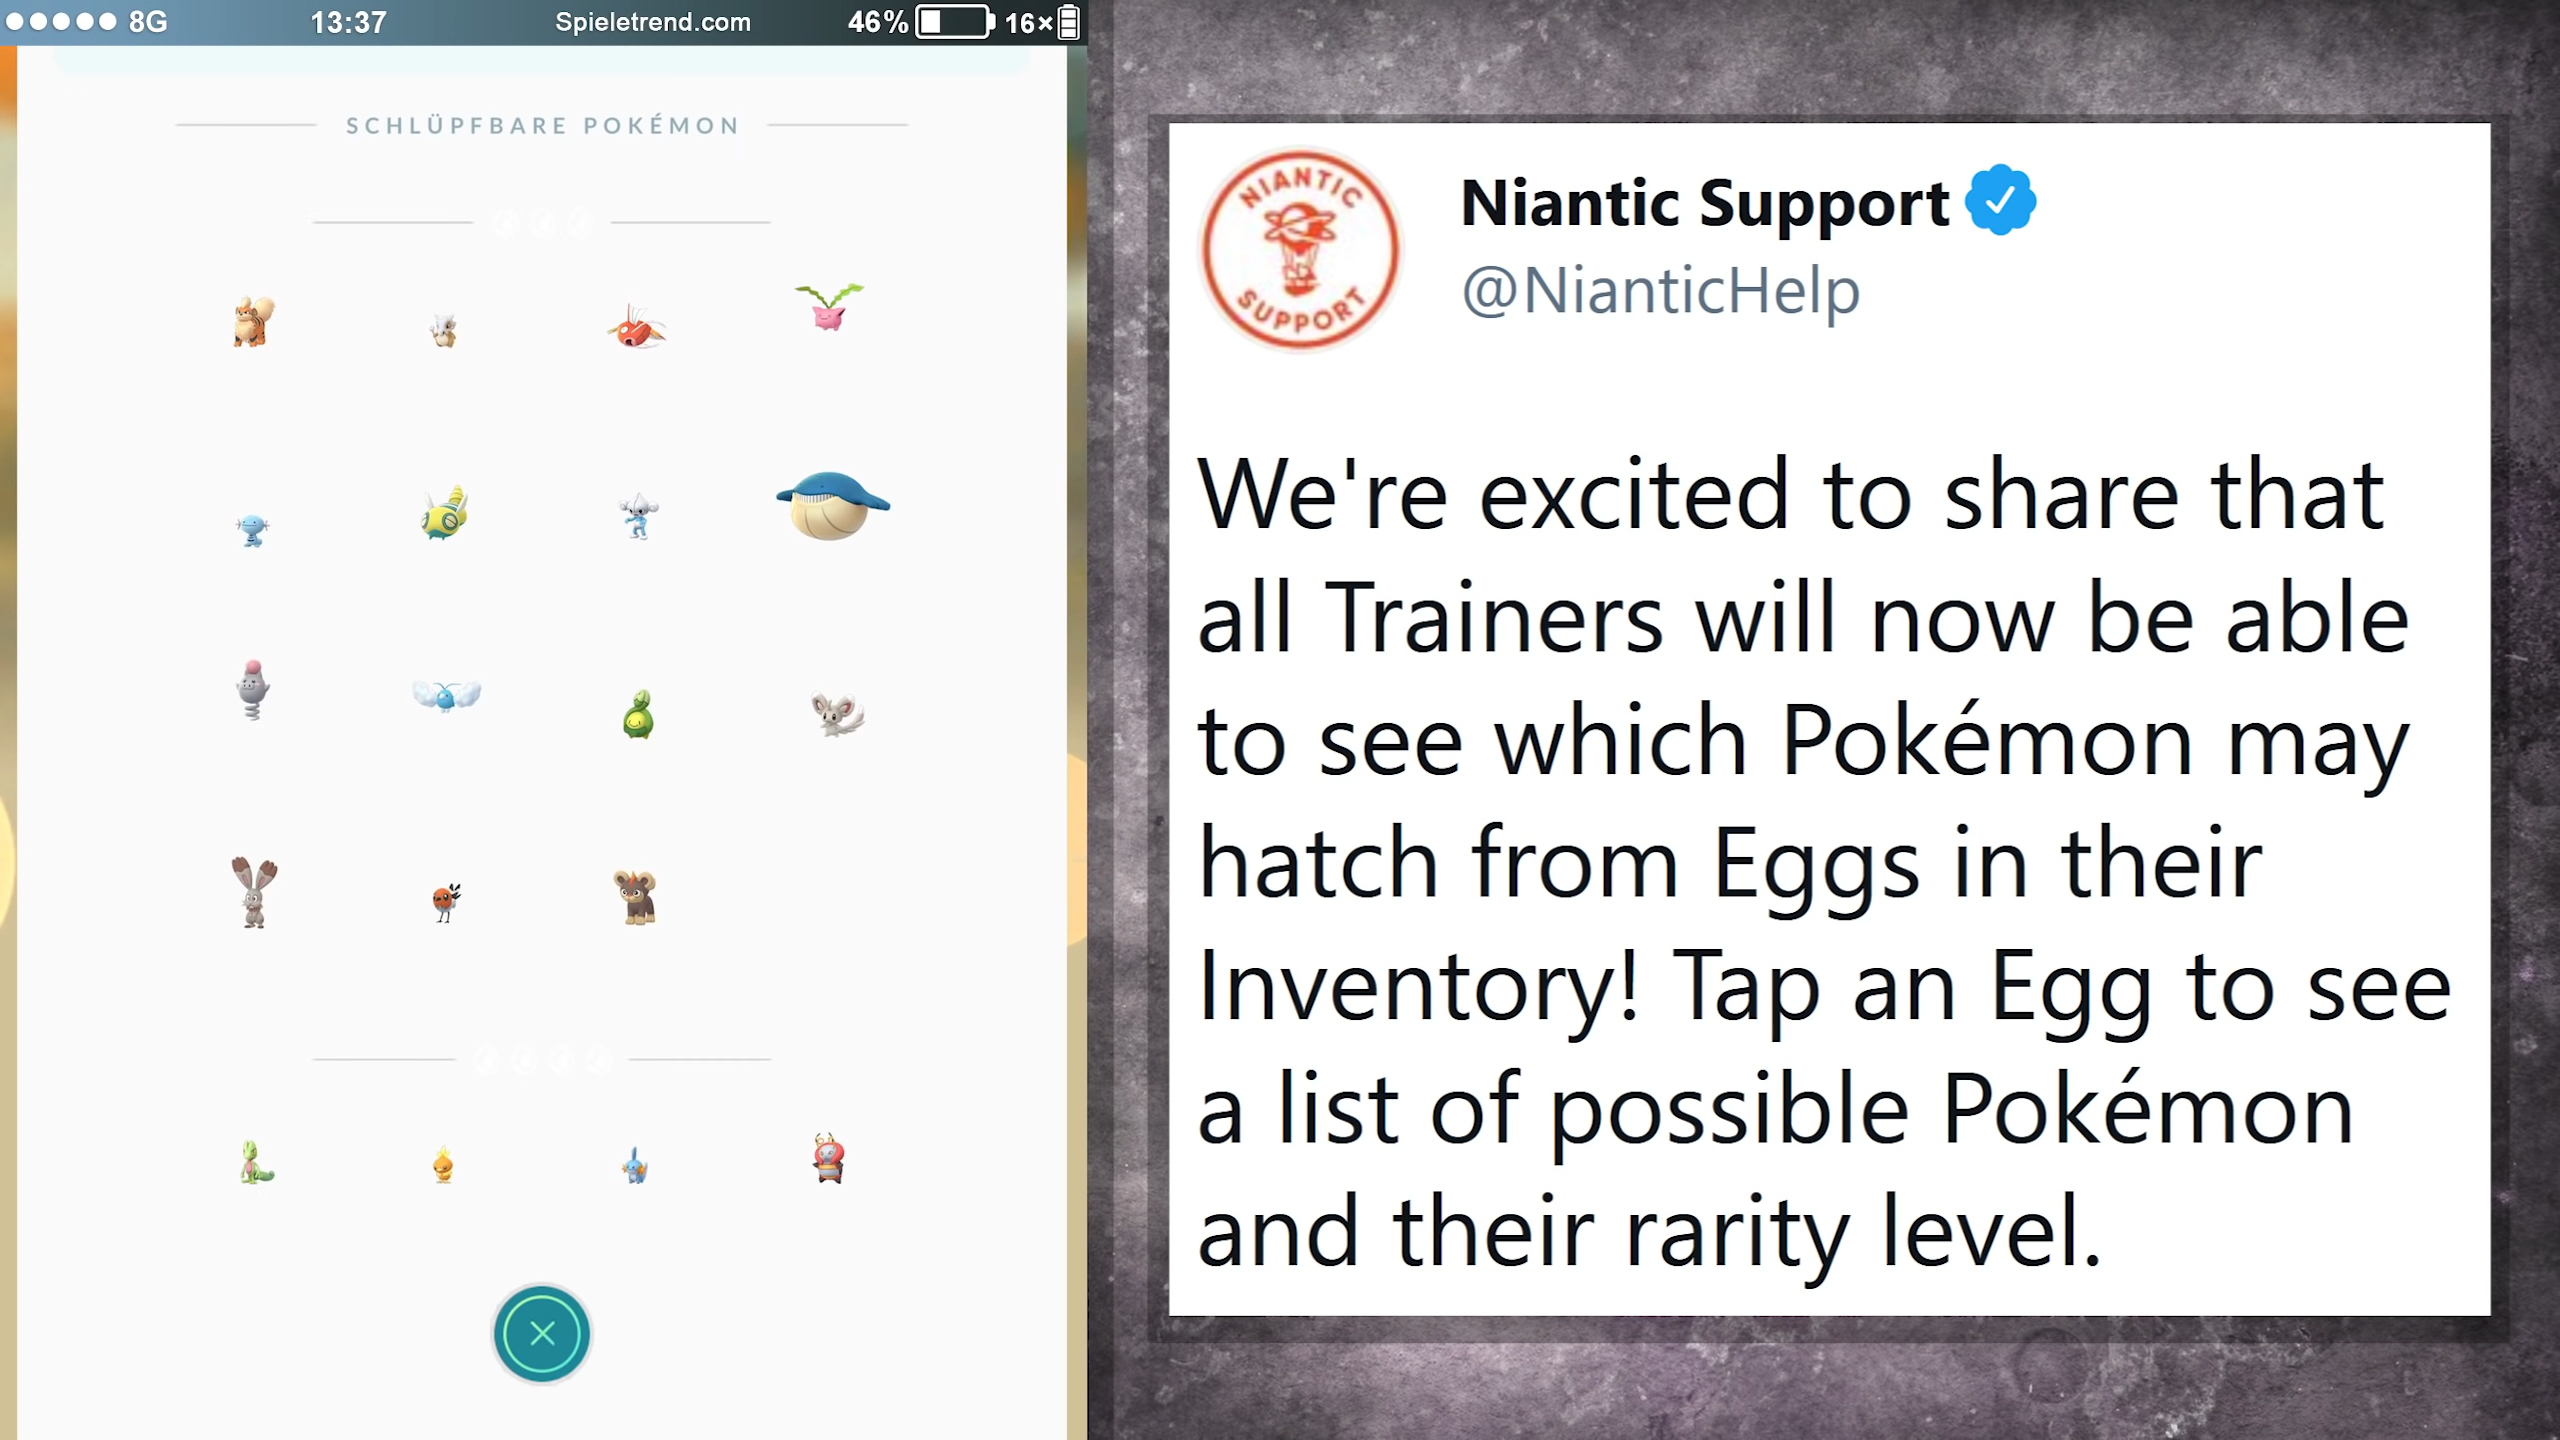 8G 13:37 Spieletrend.com 46% 16×
SCHLÜPFBARE POKÉMON
NIANTIC
SUPPORT
Niantic Support
@NianticHelp
We're excited to share that
all Trainers will now be able
to see which Pokémon may
hatch from Eggs in their
Inventory! Tap an Egg to see
a list of possible Pokémon
and their rarity level.